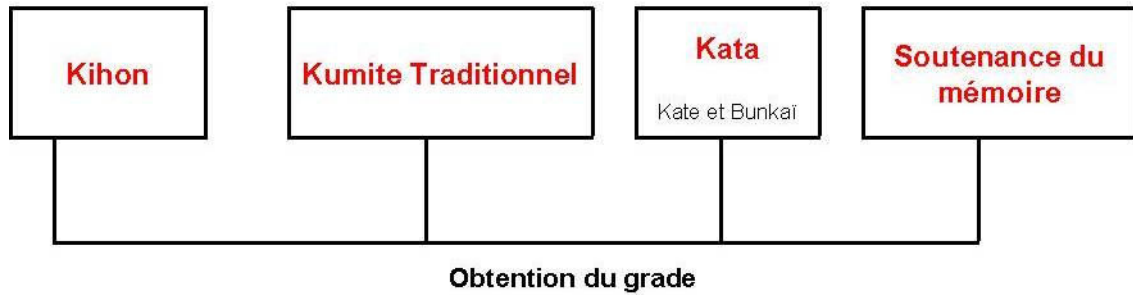 Kihon
Kumite Traditionnel
Kata
Kate et Bunkaï
Soutenance du
mémoire
Obtention du grade